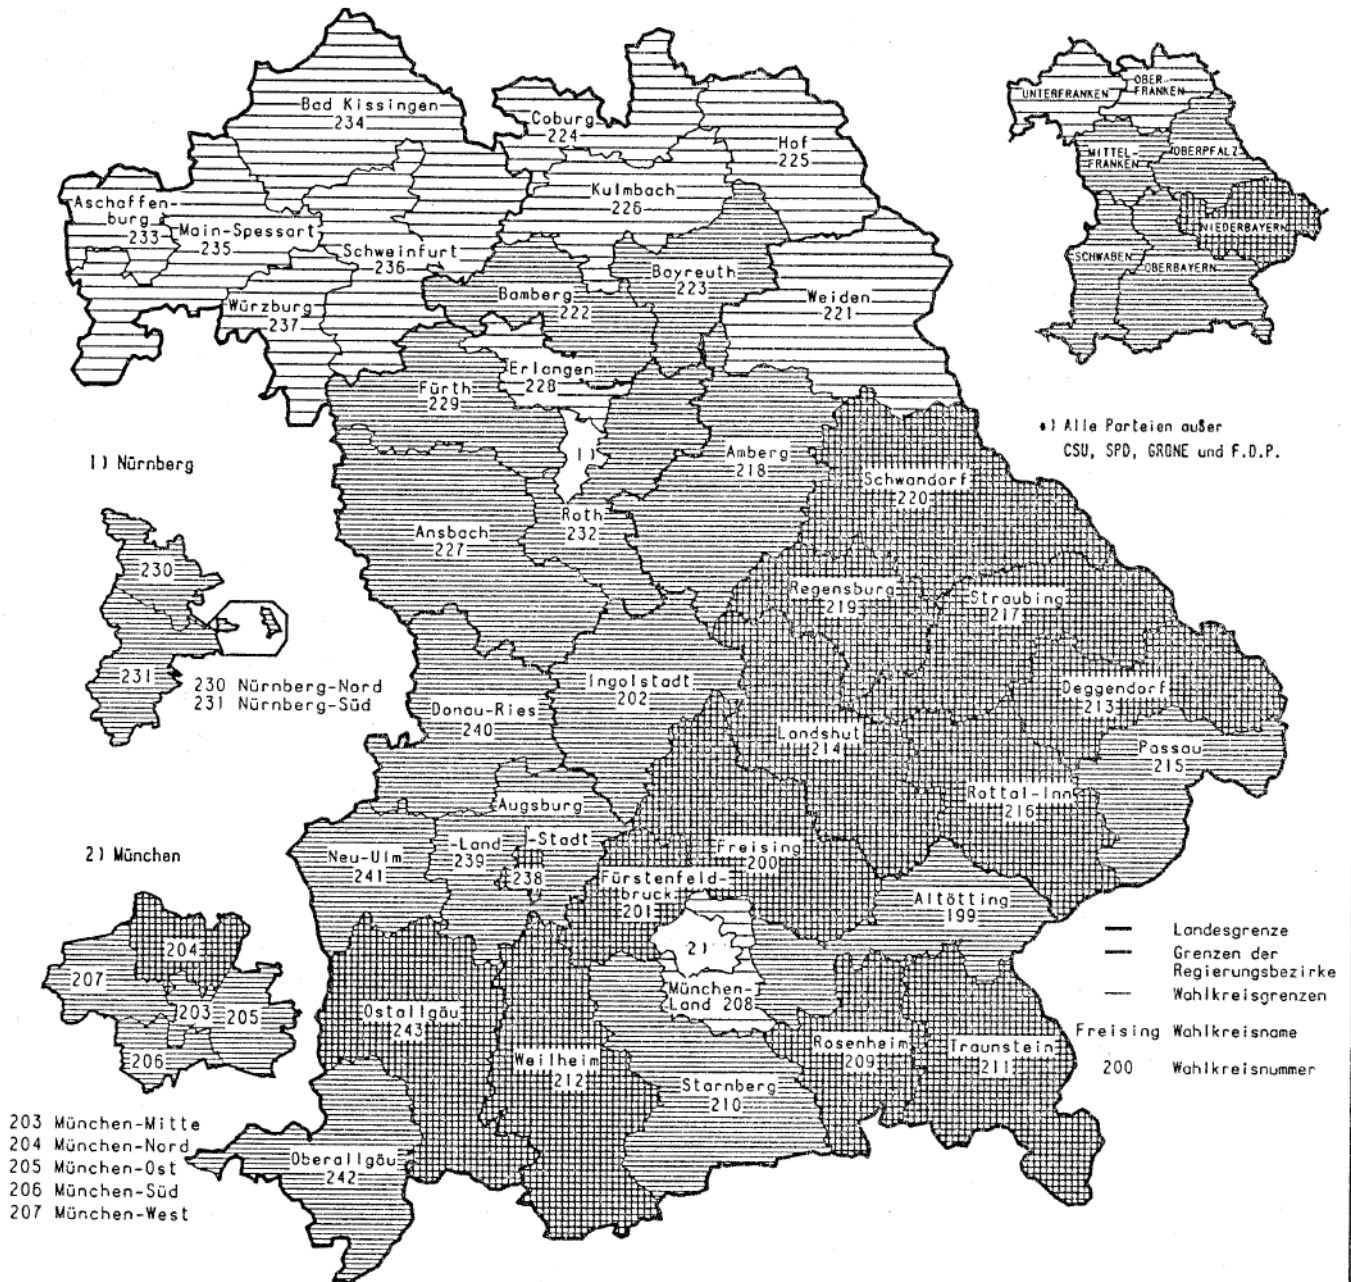 Bad Kissingen
234
Coburg
224
Hof
225
Kulmbach
226
Aschaffen-
burg
233
Main-Spessart
235
Schweinfurt
236
Würzburg
237
Bamberg
222
Bayreuth
223
Weiden
221
Erlangen
228
Fürth
229
1)
Amberg
218
Schwandorf
220
Ansbach
227
Roth
232
Regensburg
219
Straubing
217
Ingolstadt
202
Deggendorf
213
Donau-Ries
240
Landshut
214
Passau
215
Rottal-Inn
216
Augsburg
-Land
239
-Stadt
238
Neu-Ulm
241
Freising
200
Fürstenfeld-
bruck
201
Altötting
199
2)
München-
Land 208
Ostallgäu
243
Weilheim
212
Rosenheim
209
Traunstein
211
Starnberg
210
Oberallgäu
242
UNTERFRANKEN
OBER-
FRANKEN
MITTEL-
FRANKEN
OBERPFALZ
NIEDERBAYERN
SCHWABEN
OBERBAYERN
*) Alle Parteien außer
CSU, SPD, GRÜNE und F.D.P.
1) Nürnberg
230
231
230 Nürnberg-Nord
231 Nürnberg-Süd
2) München
204
207
203
205
206
203 München-Mitte
204 München-Nord
205 München-Ost
206 München-Süd
207 München-West
Landesgrenze
Grenzen der
Regierungsbezirke
Wahlkreisgrenzen
Freising Wahlkreisname
200 Wahlkreisnummer